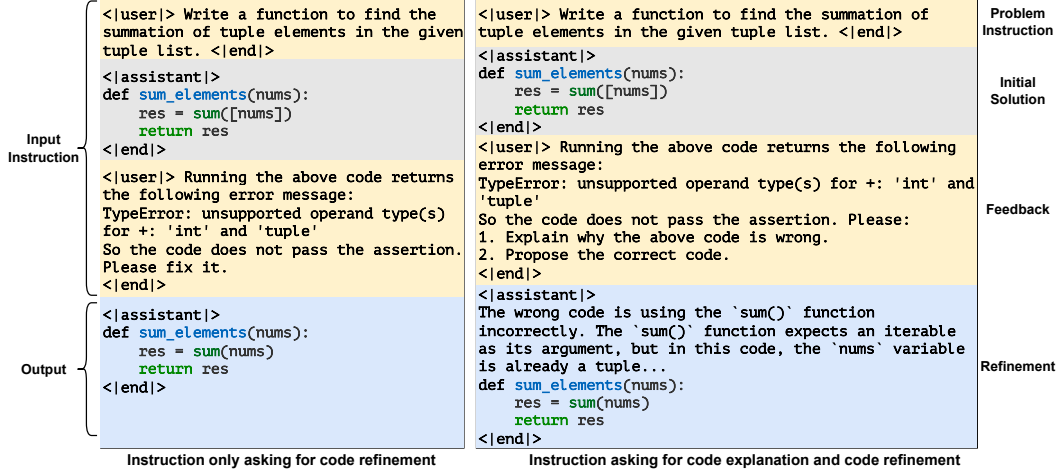 Input
Instruction
Output
<|user|> Write a function to find the
summation of tuple elements in the given
tuple list. <|end|>
<|assistant|>
def sum_elements(nums):
    res = sum([nums])
    return res
<|end|>
<|user|> Running the above code returns
the following error message:
TypeError: unsupported operand type(s)
for +: 'int' and 'tuple'
So the code does not pass the assertion.
Please fix it.
<|end|>
<|assistant|>
def sum_elements(nums):
    res = sum(nums)
    return res
<|end|>
Instruction only asking for code refinement
<|user|> Write a function to find the summation of
tuple elements in the given tuple list. <|end|>
<|assistant|>
def sum_elements(nums):
    res = sum([nums])
    return res
<|end|>
<|user|> Running the above code returns the following
error message:
TypeError: unsupported operand type(s) for +: 'int' and
'tuple'
So the code does not pass the assertion. Please:
1. Explain why the above code is wrong.
2. Propose the correct code.
<|end|>
<|assistant|>
The wrong code is using the `sum()` function
incorrectly. The `sum()` function expects an iterable
as its argument, but in this code, the `nums` variable
is already a tuple...
def sum_elements(nums):
    res = sum(nums)
    return res
<|end|>
Instruction asking for code explanation and code refinement
Problem
Instruction
Initial
Solution
Feedback
Refinement